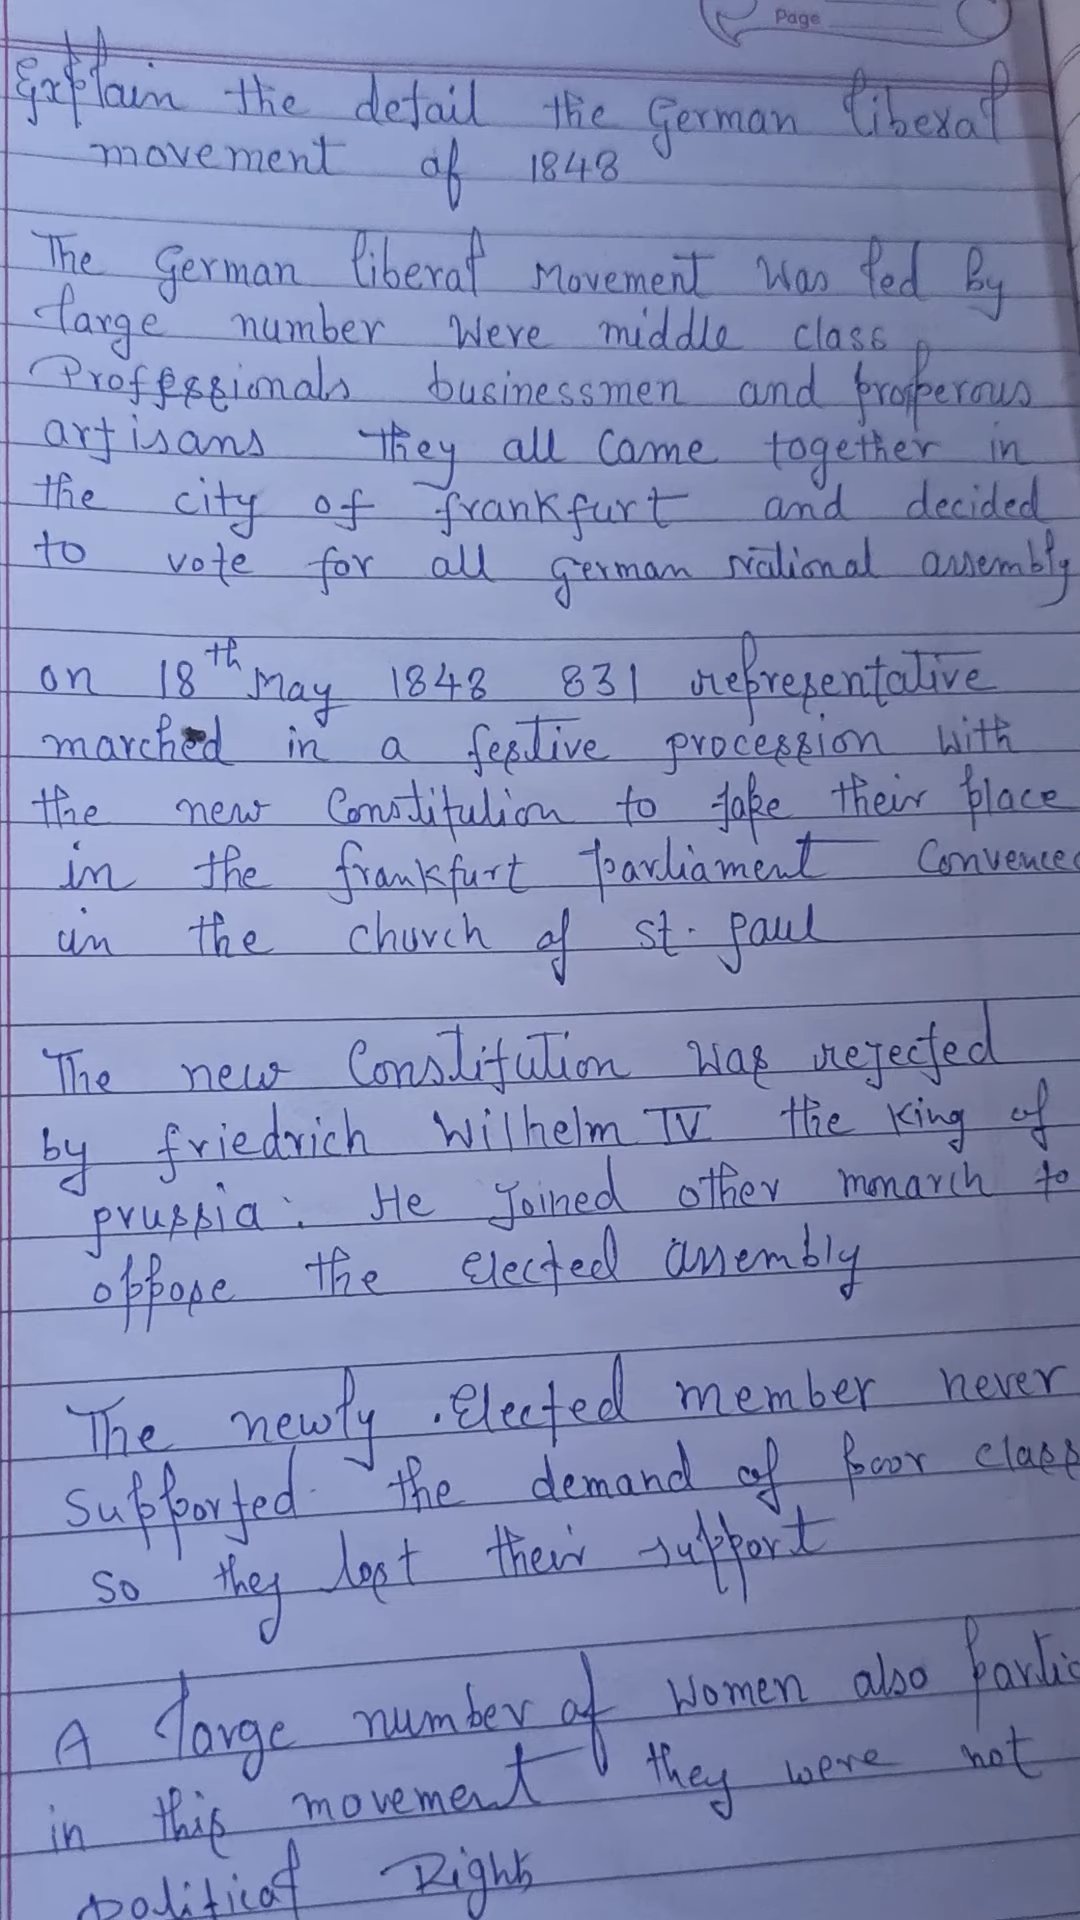 Page
Explain the detail the German liberal
movement of 1848
The German liberal Movement was led by
large number were middle class
Professionals businessmen and prosperous
artisans they all came together in
the city of frankfurt and decided
to vote for all german national assembly
on 18th May 1848 831 representative
marched in a festive procession with
the new Constitution to take their place
in the frankfurt parliament Convence
in the church of st. paul
The new Constitution was rejected
by friedrich Wilhelm IV the king of
prussia. He joined other monarch to
oppose the elected assembly
The newly Elected member never
supported the demand of poor class
so they lost their support
A large number of women also partic
in this movement they were not
political Rights